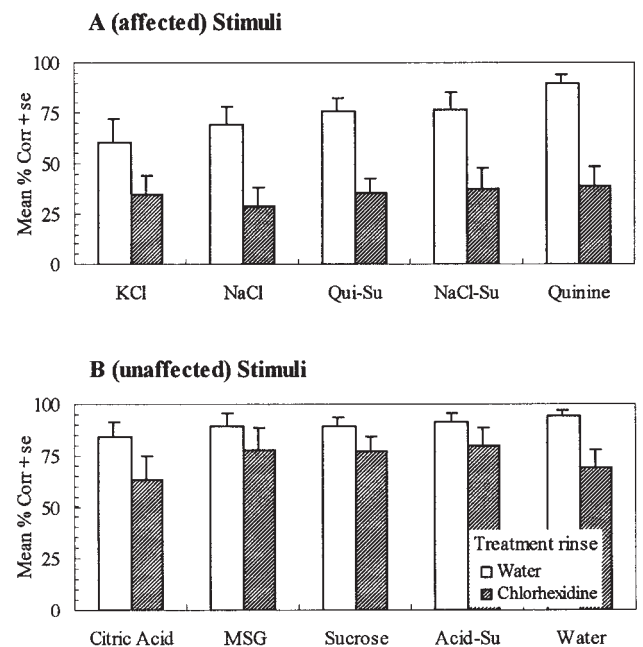 A (affected) Stimuli
Mean % Corr + se
100
75
50
25
0
KCl NaCl Qui-Su NaCl-Su Quinine
B (unaffected) Stimuli
Mean % Corr + se
100
75
50
25
0
Treatment rinse
Water
Chlorhexidine
Citric Acid MSG Sucrose Acid-Su Water